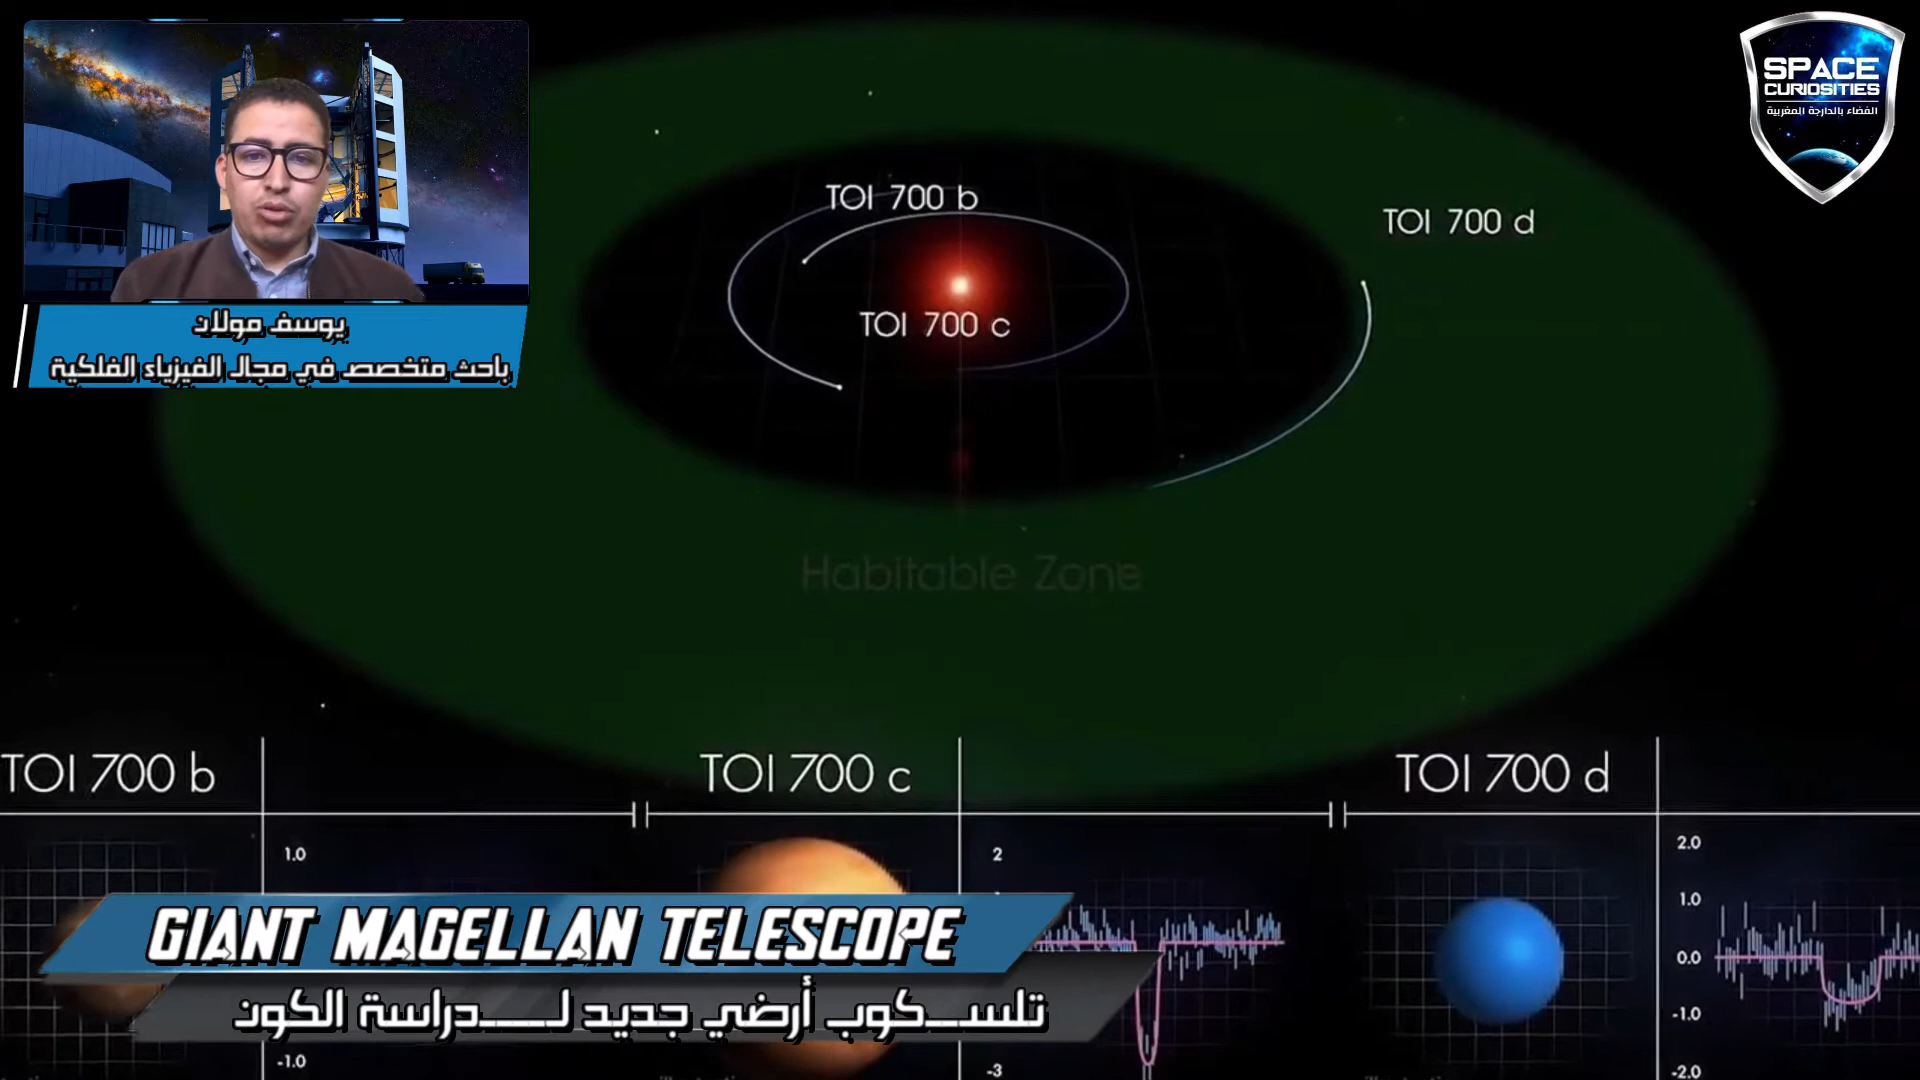 SPACE
CURIOSITIES
الفضاء بالدارجة المغربية
TOI 700 b
TOI 700 d
TOI 700 c
يوسف مولان
باحث متخصص في مجال الفيزياء الفلكية
Habitable Zone
TOI 700 b
TOI 700 c
TOI 700 d
1.0
2
2.0
1.0
0.0
-1.0
-2.0
-1.0
-3
GIANT MAGELLAN TELESCOPE
تلسكوب أرضي جديد لـدراسة الكون